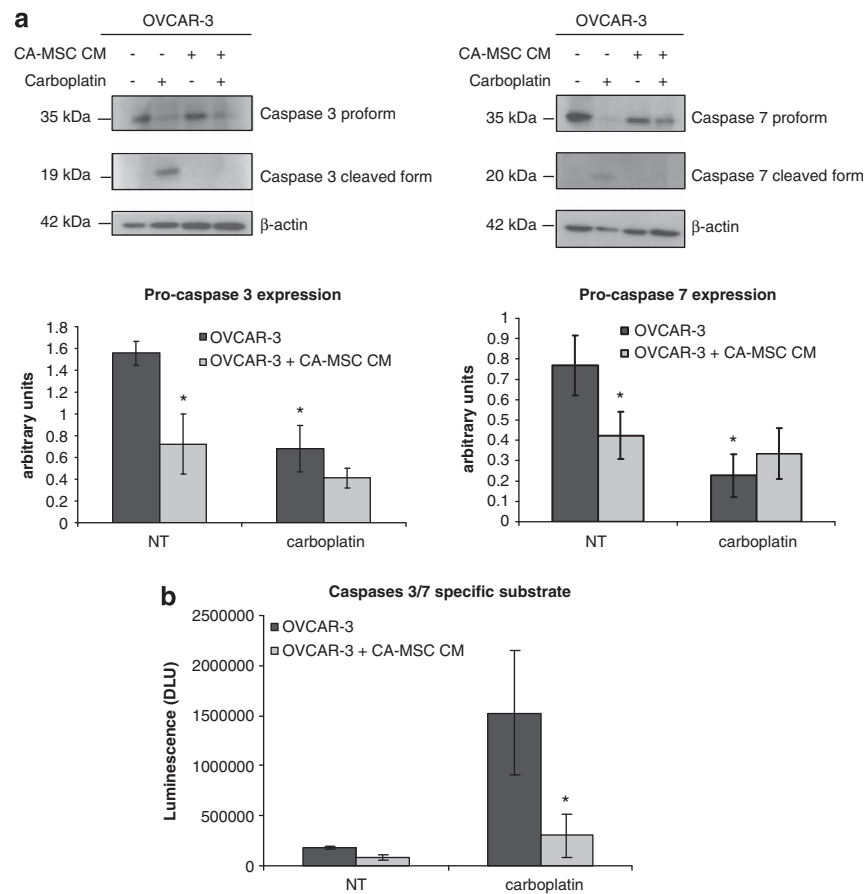 a
OVCAR-3
CA-MSC CM - - + +
Carboplatin - + - +
35 kDa Caspase 3 proform
19 kDa Caspase 3 cleaved form
42 kDa β-actin
OVCAR-3
- - + +
- + - +
35 kDa Caspase 7 proform
20 kDa Caspase 7 cleaved form
42 kDa β-actin
Pro-caspase 3 expression
arbitrary units
1.8
1.6
1.4
1.2
1
0.8
0.6
0.4
0.2
0
OVCAR-3
OVCAR-3 + CA-MSC CM
* *
NT carboplatin
Pro-caspase 7 expression
arbitrary units
1
0.9
0.8
0.7
0.6
0.5
0.4
0.3
0.2
0.1
0
OVCAR-3
OVCAR-3 + CA-MSC CM
*
*
NT carboplatin
b
Caspases 3/7 specific substrate
Luminescence (DLU)
2500000
2000000
1500000
1000000
500000
0
OVCAR-3
OVCAR-3 + CA-MSC CM
*
NT carboplatin